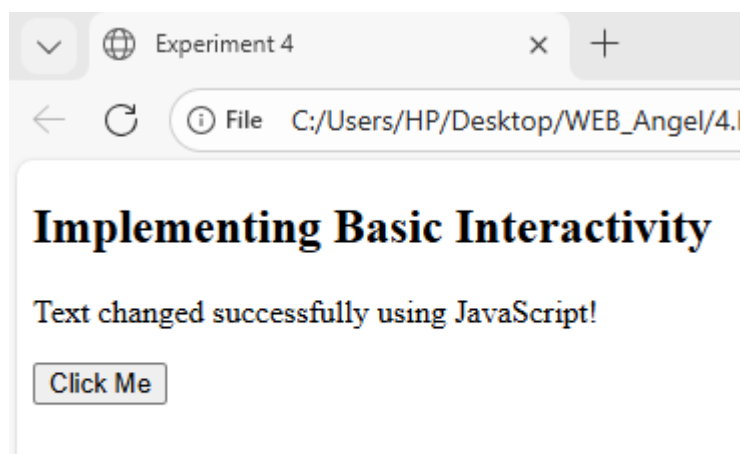 Experiment 4
File C:/Users/HP/Desktop/WEB_Angel/4.
Implementing Basic Interactivity
Text changed successfully using JavaScript!
Click Me